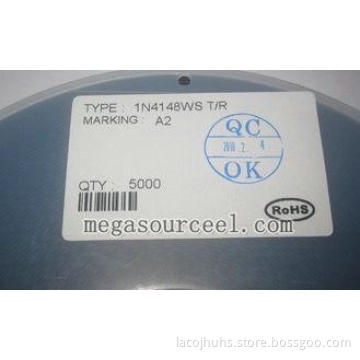 TYPE : 1N4148WS T/R
MARKING : A2
QC
2010. 2. 4
OK
QTY : 5000
megasourceel. com
RoHS
lacojhuhs.store.bossgoo.com